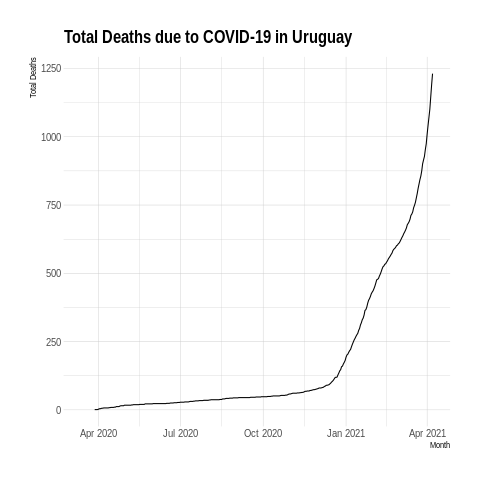 Total Deaths due to COVID-19 in Uruguay
Total Deaths
1250
1000
750
500
250
0
Apr 2020 Jul 2020 Oct 2020 Jan 2021 Apr 2021
Month